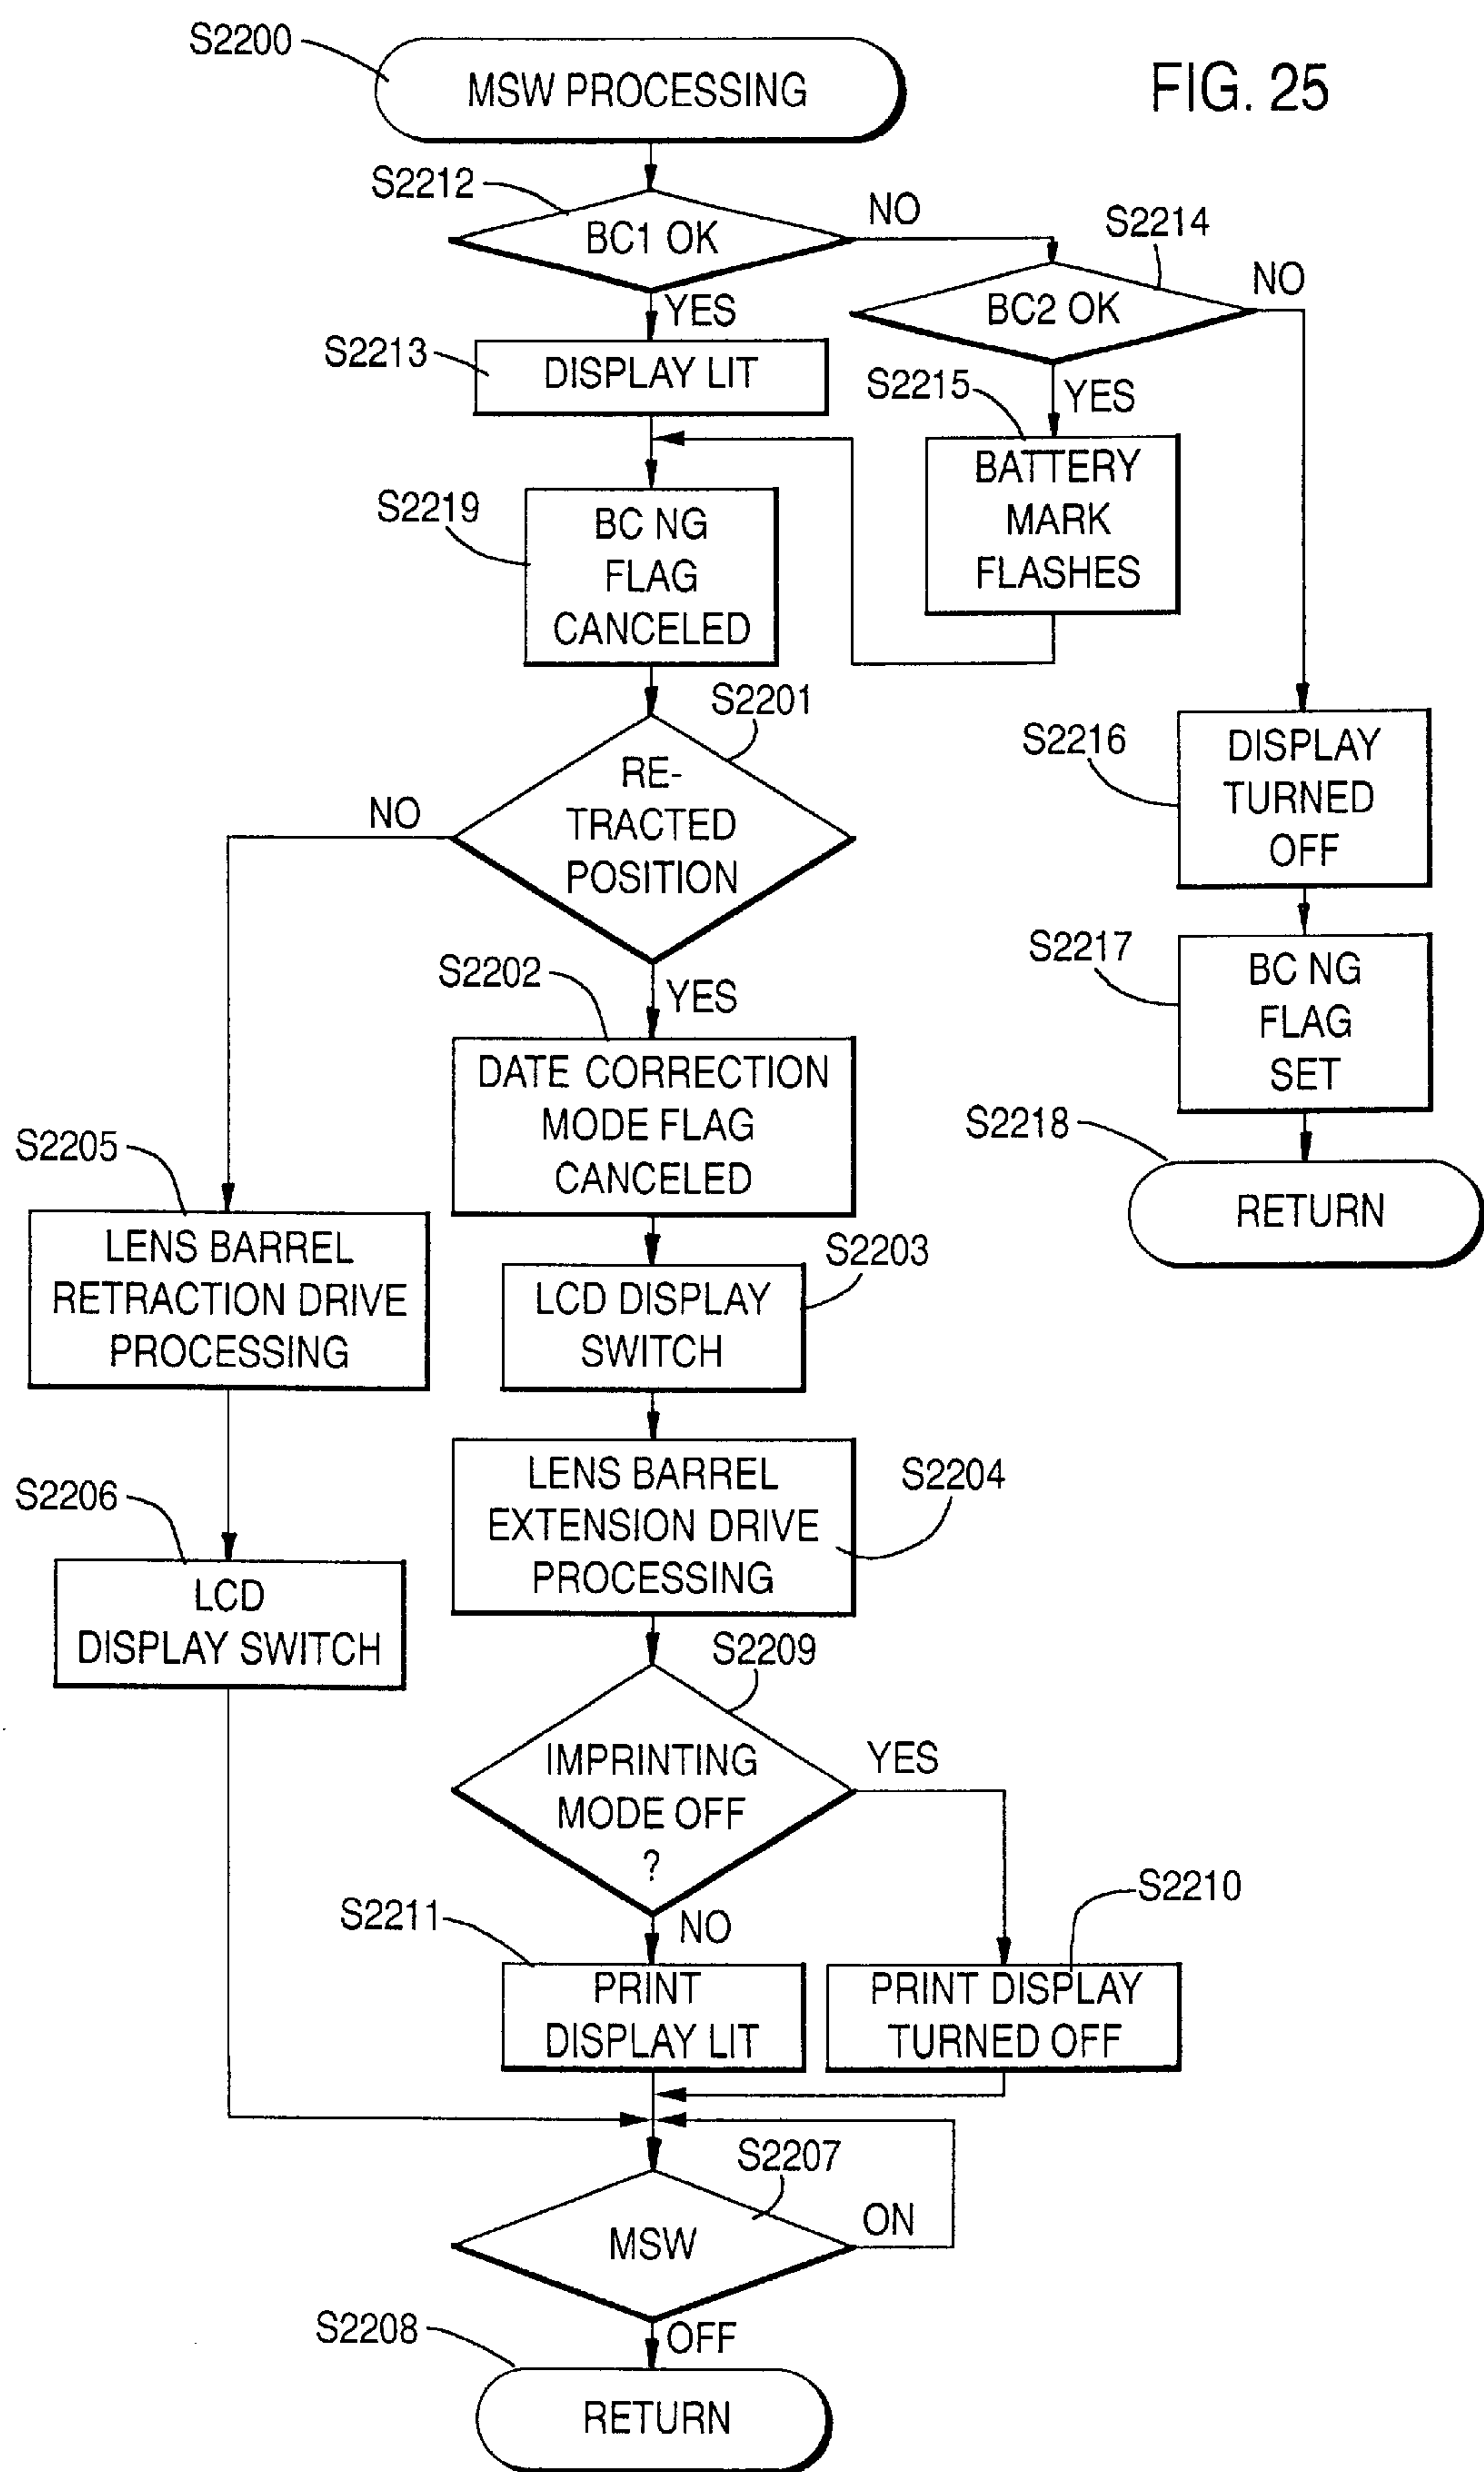 S2200
MSW PROCESSING
FIG. 25
S2212
BC1 OK
NO
S2214
BC2 OK
NO
YES
S2213
DISPLAY LIT
S2215
YES
BATTERY
MARK
FLASHES
S2219
BC NG
FLAG
CANCELED
S2201
RE-
TRACTED
POSITION
NO
S2216
DISPLAY
TURNED
OFF
S2217
BC NG
FLAG
SET
S2218
RETURN
S2202
YES
DATE CORRECTION
MODE FLAG
CANCELED
S2205
LENS BARREL
RETRACTION DRIVE
PROCESSING
S2203
LCD DISPLAY
SWITCH
S2204
LENS BARREL
EXTENSION DRIVE
PROCESSING
S2206
LCD
DISPLAY SWITCH
S2209
IMPRINTING
MODE OFF
?
YES
S2211
NO
S2210
PRINT
DISPLAY LIT
PRINT DISPLAY
TURNED OFF
S2207
MSW
ON
S2208
OFF
RETURN